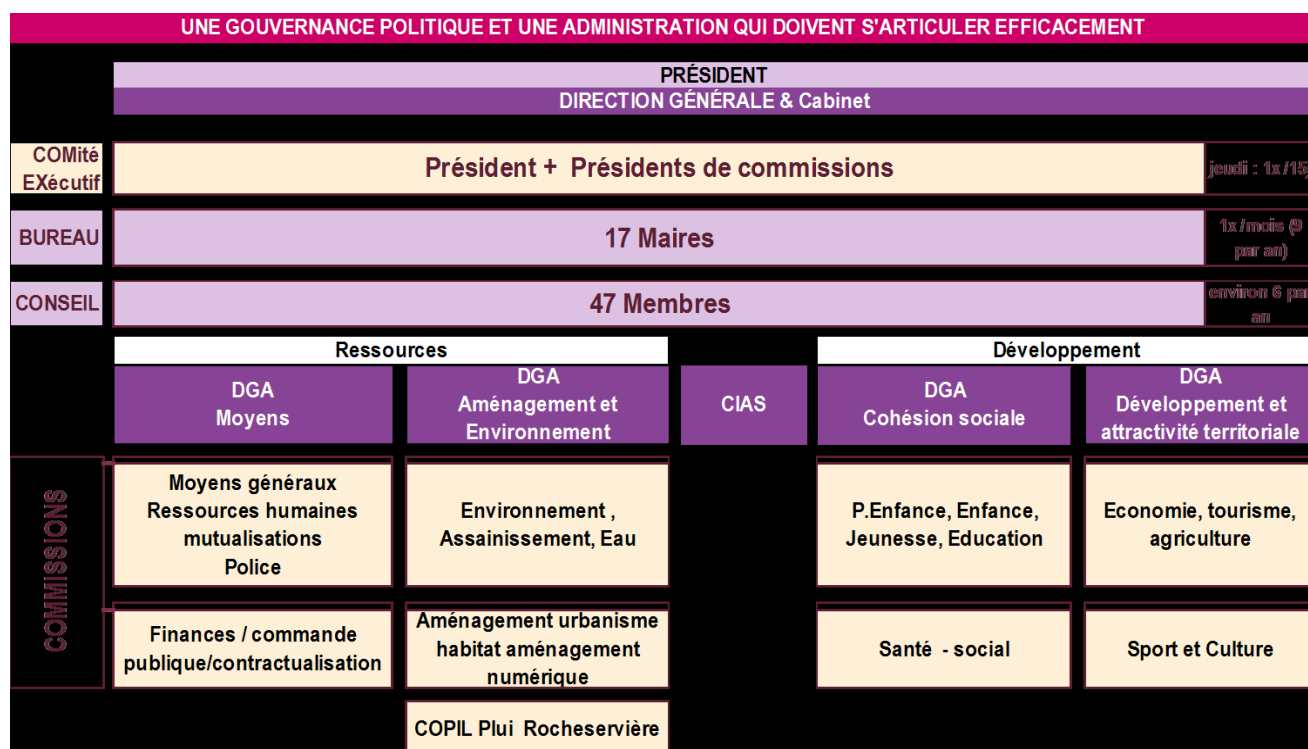 UNE GOUVERNANCE POLITIQUE ET UNE ADMINISTRATION QUI DOIVENT S'ARTICULER EFFICACEMENT
PRÉSIDENT
DIRECTION GÉNÉRALE & Cabinet
COMité
EXécutif
Président + Présidents de commissions
jeudi : 1x /15j
BUREAU
17 Maires
1x /mois (9
par an)
CONSEIL
47 Membres
environ 6 par
an
Ressources
Développement
DGA
Moyens
DGA
Aménagement et
Environnement
CIAS
DGA
Cohésion sociale
DGA
Développement et
attractivité territoriale
COMMISSIONS
Moyens généraux
Ressources humaines
mutualisations
Police
Environnement ,
Assainissement, Eau
P.Enfance, Enfance,
Jeunesse, Education
Economie, tourisme,
agriculture
Finances / commande
publique/contractualisation
Aménagement urbanisme
habitat aménagement
numérique
Santé - social
Sport et Culture
COPIL Plui Rocheservière